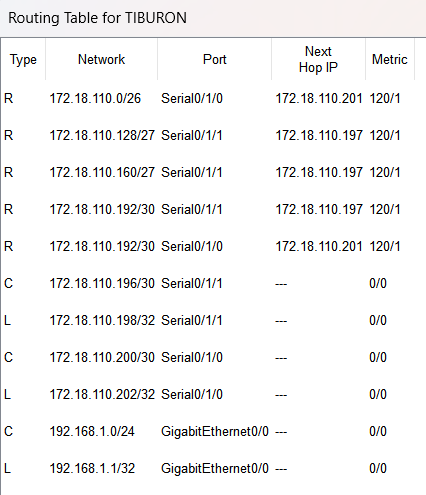 Routing Table for TIBURON
Type Network Port Next Hop IP Metric
R 172.18.110.0/26 Serial0/1/0 172.18.110.201 120/1
R 172.18.110.128/27 Serial0/1/1 172.18.110.197 120/1
R 172.18.110.160/27 Serial0/1/1 172.18.110.197 120/1
R 172.18.110.192/30 Serial0/1/1 172.18.110.197 120/1
R 172.18.110.192/30 Serial0/1/0 172.18.110.201 120/1
C 172.18.110.196/30 Serial0/1/1 --- 0/0
L 172.18.110.198/32 Serial0/1/1 --- 0/0
C 172.18.110.200/30 Serial0/1/0 --- 0/0
L 172.18.110.202/32 Serial0/1/0 --- 0/0
C 192.168.1.0/24 GigabitEthernet0/0 --- 0/0
L 192.168.1.1/32 GigabitEthernet0/0 --- 0/0